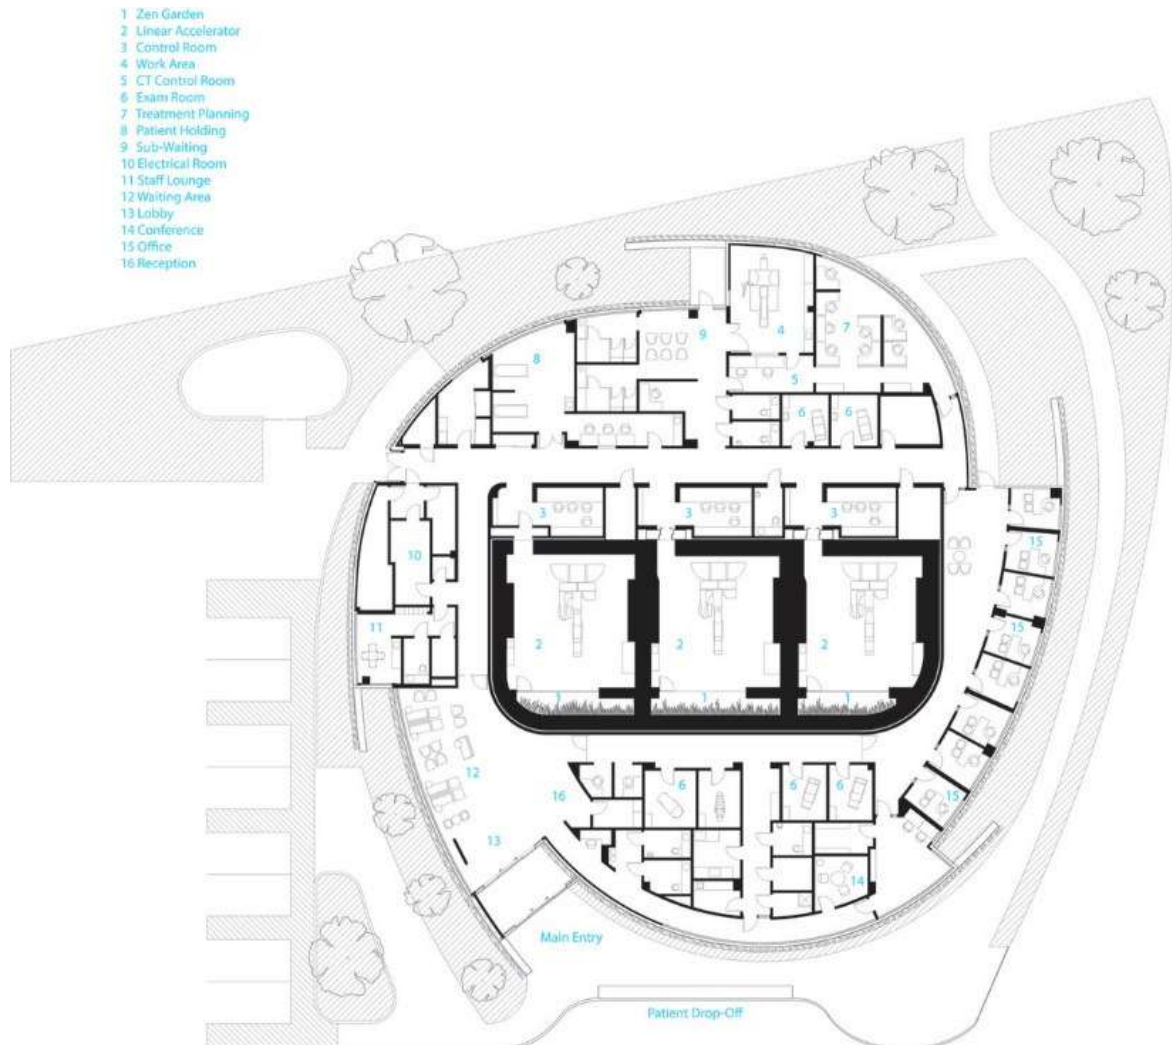 1 Zen Garden
2 Linear Accelerator
3 Control Room
4 Work Area
5 CT Control Room
6 Exam Room
7 Treatment Planning
8 Patient Holding
9 Sub-Waiting
10 Electrical Room
11 Staff Lounge
12 Waiting Area
13 Lobby
14 Conference
15 Office
16 Reception
9
4
7
8
5
6 6
3 3 3
15
10
11
15
2 2 2
1 1 1
12
6 6 6
16
15
13
14
Main Entry
Patient Drop-Off